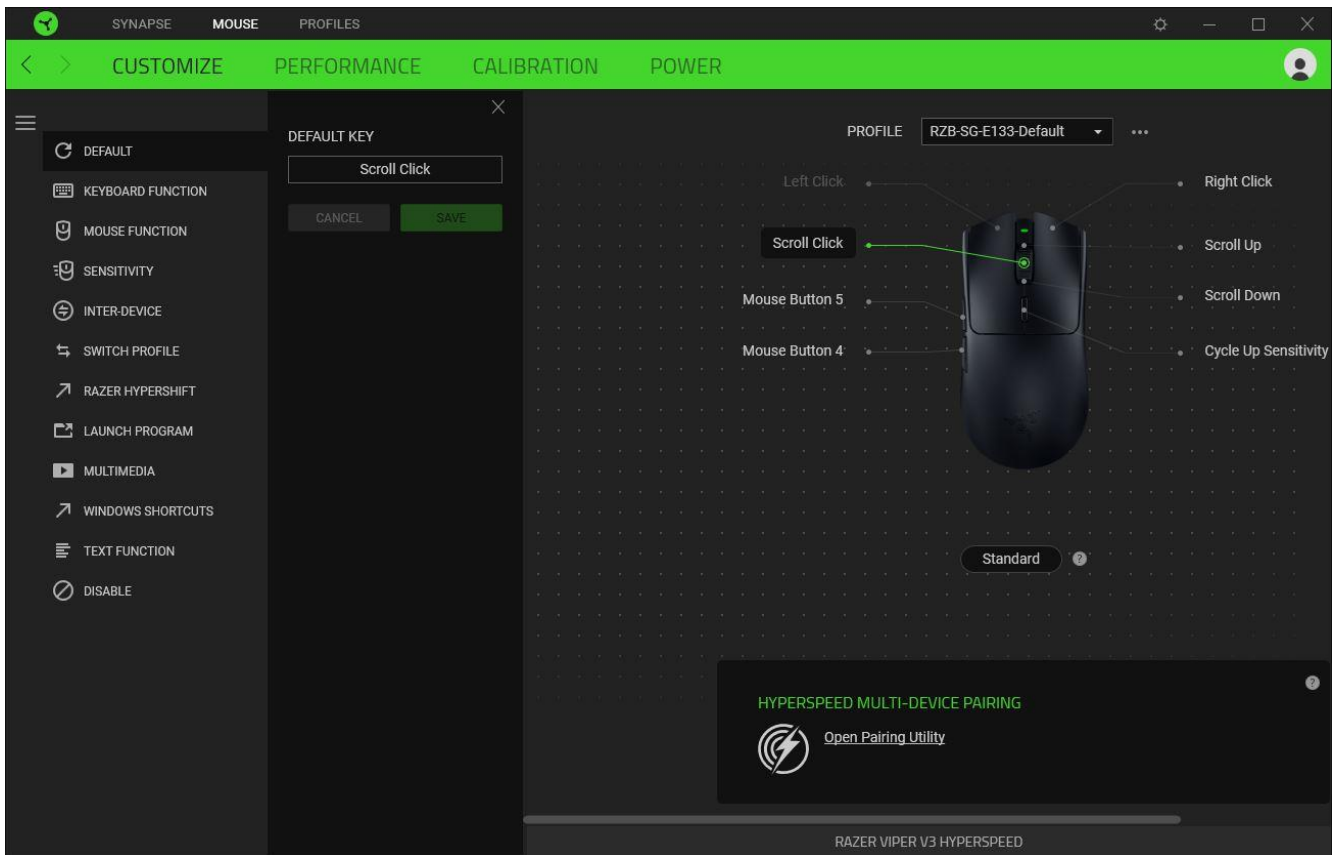 SYNAPSE MOUSE PROFILES
CUSTOMIZE PERFORMANCE CALIBRATION POWER
DEFAULT
KEYBOARD FUNCTION
MOUSE FUNCTION
SENSITIVITY
INTER-DEVICE
SWITCH PROFILE
RAZER HYPERSHIFT
LAUNCH PROGRAM
MULTIMEDIA
WINDOWS SHORTCUTS
TEXT FUNCTION
DISABLE
DEFAULT KEY
Scroll Click
CANCEL SAVE
PROFILE RZB-SG-E133-Default
Left Click
Right Click
Scroll Click
Scroll Up
Mouse Button 5
Scroll Down
Mouse Button 4
Cycle Up Sensitivity
Standard ?
?
HYPERSPEED MULTI-DEVICE PAIRING
Open Pairing Utility
RAZER VIPER V3 HYPERSPEED